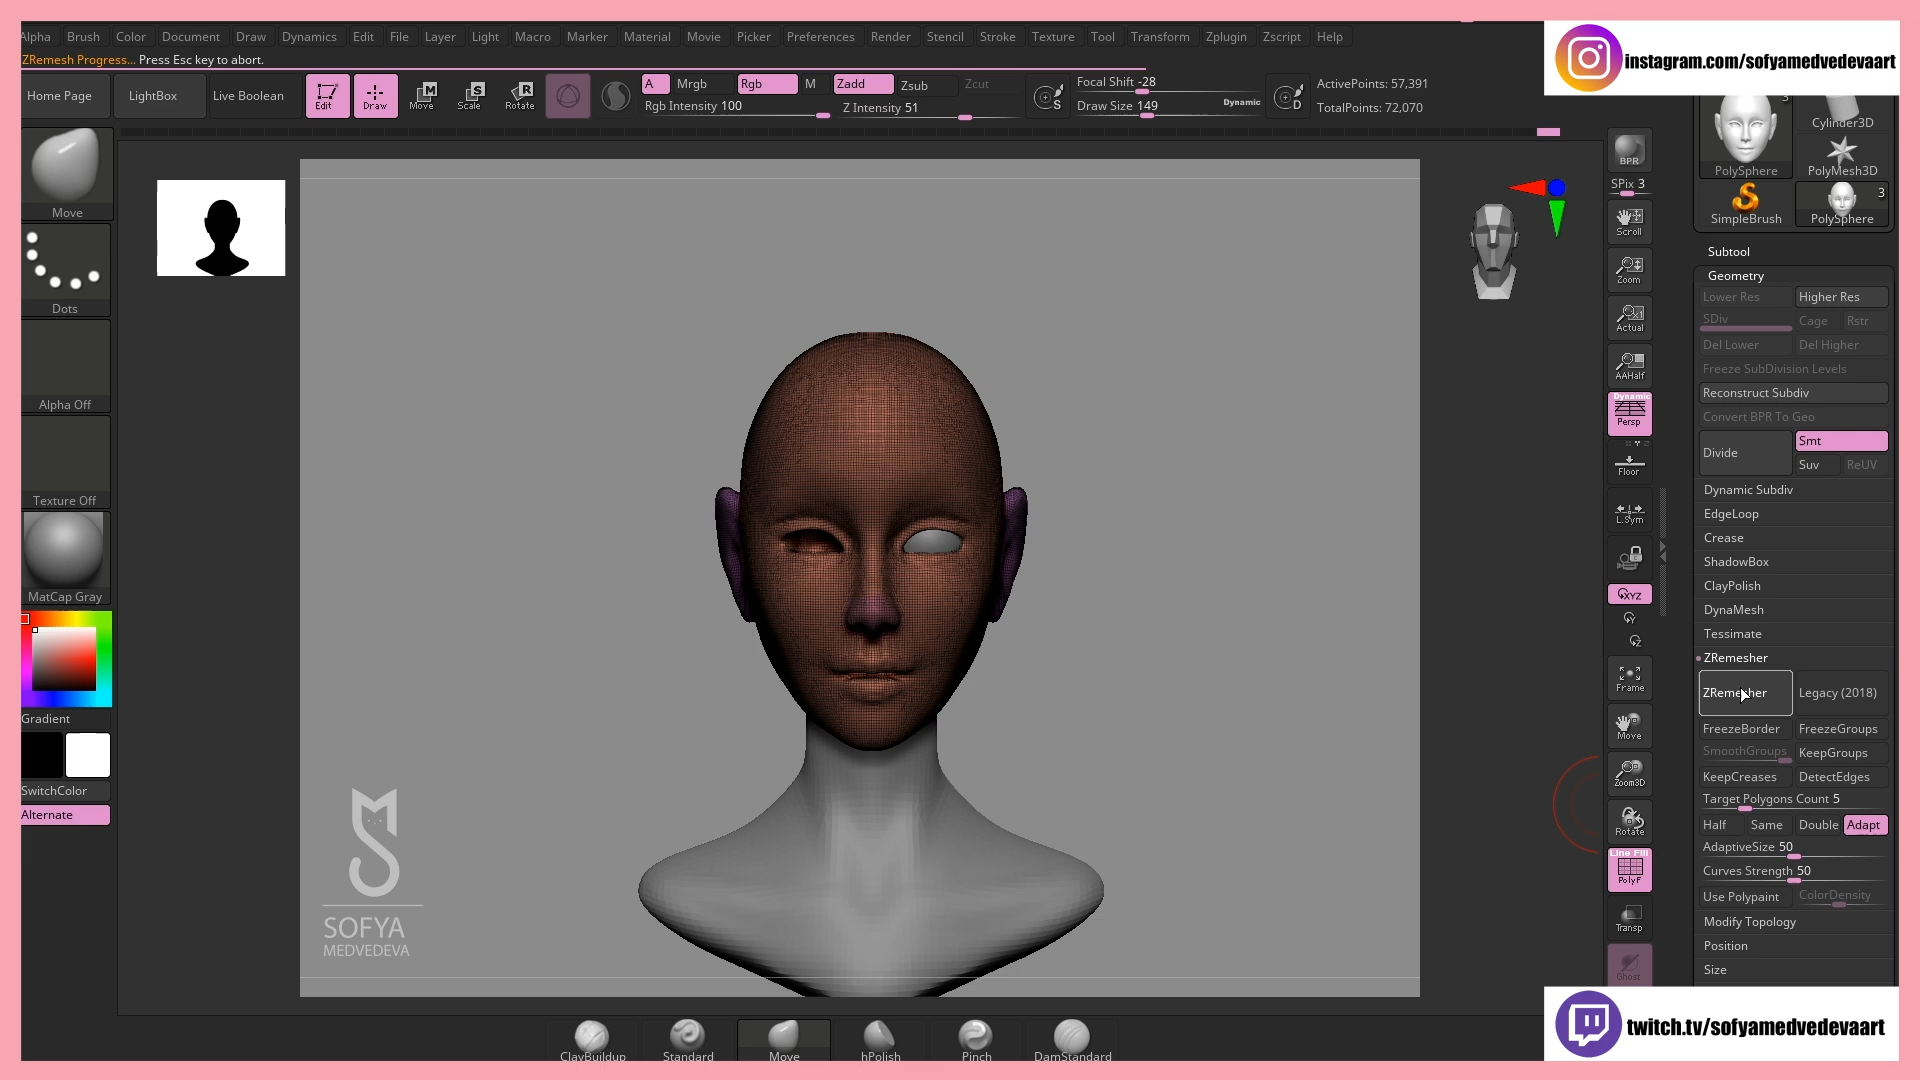 Alpha Brush Color Document Draw Dynamics Edit File Layer Light Macro Marker Material Movie Picker Preferences Render Stencil Stroke Texture Tool Transform Zplugin Zscript Help
ZRemesh Progress... Press Esc key to abort.
instagram.com/sofyamedvedevaart
Home Page
LightBox
Live Boolean
Edit
Draw
Move
Scale
Rotate
A Mrgb Rgb M Zadd Zsub Zcut
Rgb Intensity 100
Z Intensity 51
Focal Shift -28
Draw Size 149
Dynamic
ActivePoints: 57,391
TotalPoints: 72,070
Move
Dots
Alpha Off
Texture Off
MatCap Gray
Gradient
SwitchColor
Alternate
SOFYA
MEDVEDEVA
BPR
SPix 3
Scroll
Zoom
Actual
AAHalf
Dynamic
Persp
Floor
L.Sym
XYZ
Y
Z
Frame
Move
Zoom3D
Rotate
Line Fill
PolyF
Transp
Ghost
3
Cylinder3D
PolySphere
PolyMesh3D
3
SimpleBrush
PolySphere
Subtool
Geometry
Lower Res
Higher Res
SDiv
Cage
Rstr
Del Lower
Del Higher
Freeze SubDivision Levels
Reconstruct Subdiv
Convert BPR To Geo
Divide
Smt
Suv
ReUV
Dynamic Subdiv
EdgeLoop
Crease
ShadowBox
ClayPolish
DynaMesh
Tessimate
ZRemesher
ZRemesher
Legacy (2018)
FreezeBorder
FreezeGroups
SmoothGroups
KeepGroups
KeepCreases
DetectEdges
Target Polygons Count 5
Half Same Double Adapt
AdaptiveSize 50
Curves Strength 50
Use Polypaint
ColorDensity
Modify Topology
Position
Size
ClayBuildup
Standard
Move
hPolish
Pinch
DamStandard
twitch.tv/sofyamedvedevaart